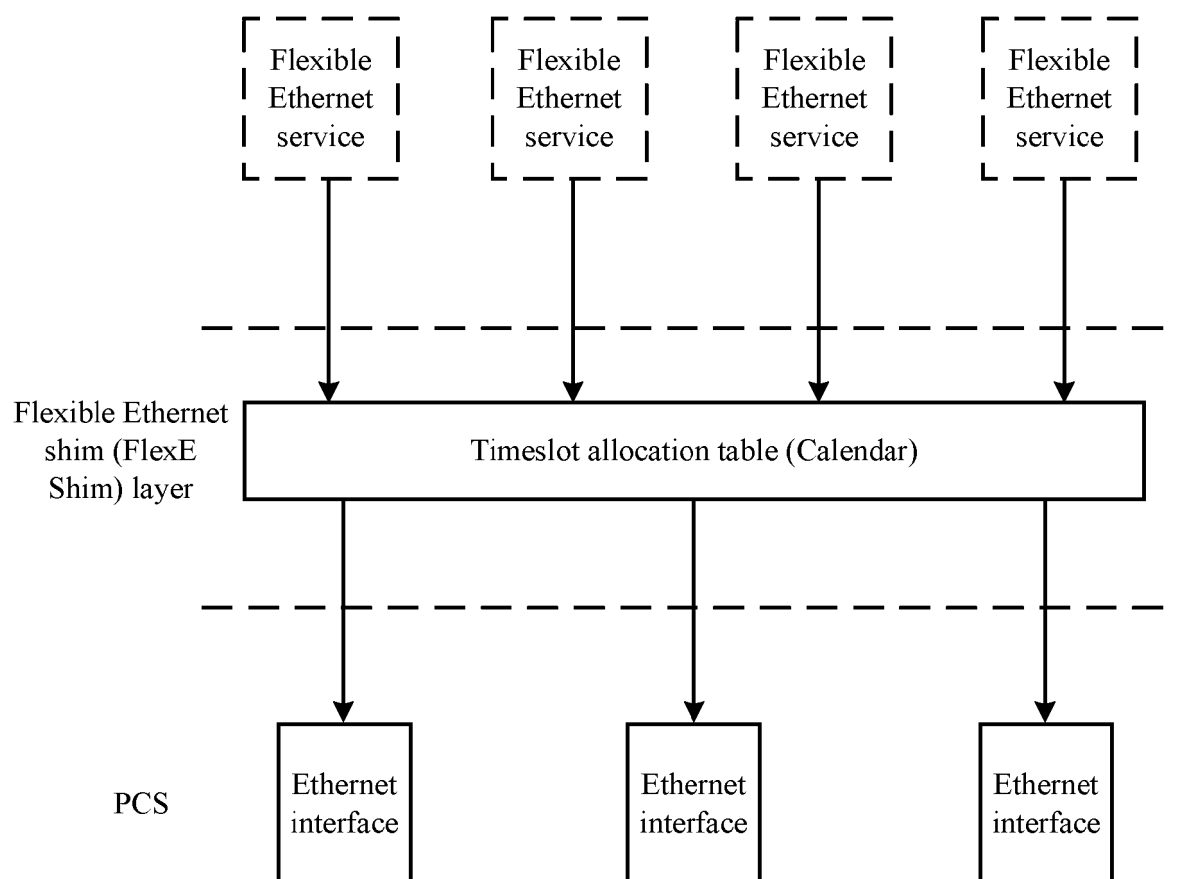 Flexible
Ethernet
service
Flexible
Ethernet
service
Flexible
Ethernet
service
Flexible
Ethernet
service
Flexible Ethernet
shim (FlexE
Shim) layer
Timeslot allocation table (Calendar)
PCS
Ethernet
interface
Ethernet
interface
Ethernet
interface